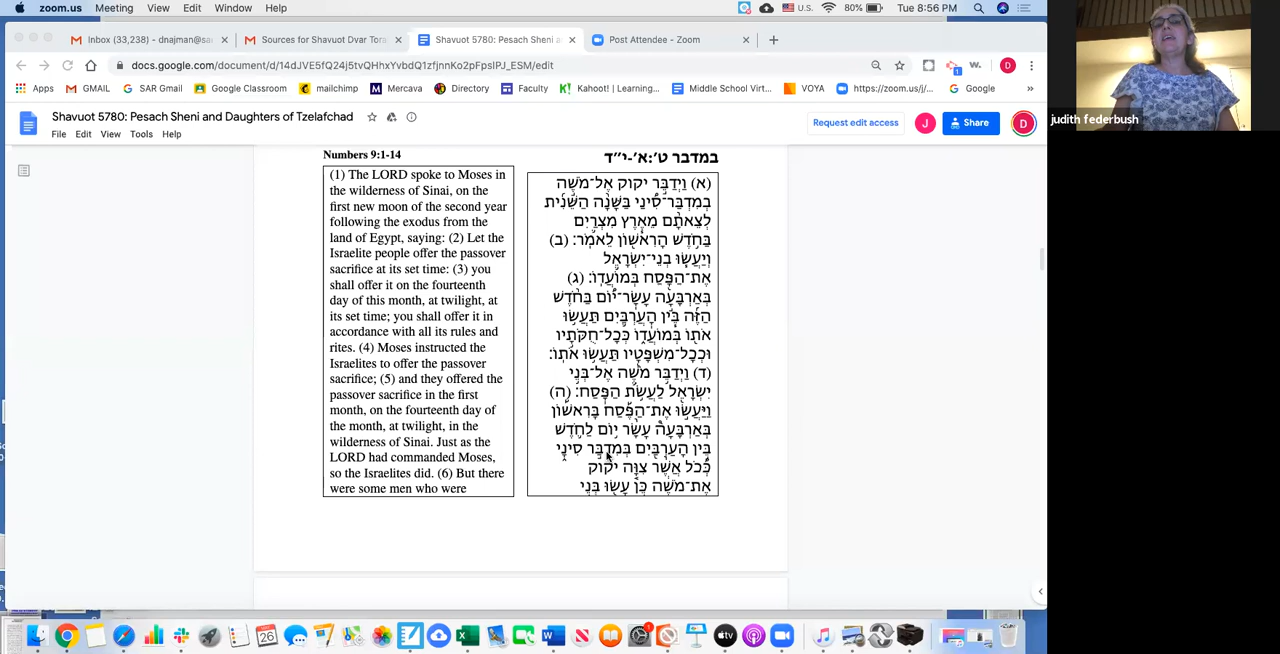 zoom.us Meeting View Edit Window Help
U.S. 80% Tue 8:56 PM
Inbox (33,238) - dnajman@sa
Sources for Shavuot Dvar Tora
Shavuot 5780: Pesach Sheni a
Post Attendee - Zoom
docs.google.com/document/d/14dJVE5fQ24j5tvQHhxYvbdQ1zfjnnKo2pFpsIPJ_ESM/edit
Apps GMAIL SAR Gmail Google Classroom mailchimp Mercava Directory Faculty Kahoot! | Learning... Middle School Virt... VOYA https://zoom.us/j/... Google
Shavuot 5780: Pesach Sheni and Daughters of Tzelafchad
File Edit View Tools Help
Request edit access
J
Share
D
judith federbush
Numbers 9:1-14
(1) The LORD spoke to Moses in
the wilderness of Sinai, on the
first new moon of the second year
following the exodus from the
land of Egypt, saying: (2) Let the
Israelite people offer the passover
sacrifice at its set time: (3) you
shall offer it on the fourteenth
day of this month, at twilight, at
its set time; you shall offer it in
accordance with all its rules and
rites. (4) Moses instructed the
Israelites to offer the passover
sacrifice; (5) and they offered the
passover sacrifice in the first
month, on the fourteenth day of
the month, at twilight, in the
wilderness of Sinai. Just as the
LORD had commanded Moses,
so the Israelites did. (6) But there
were some men who were
במדבר ט׳:א׳-י״ד
(א) וַיְדַבֵּ֣ר יקוק אֶל־מֹשֶׁ֣ה
בְמִדְבַּר־סִ֠ינַי בַּשָּׁנָ֨ה הַשֵּׁנִ֜ית
לְצֵאתָ֨ם מֵאֶ֧רֶץ מִצְרַ֛יִם
בַּחֹ֥דֶשׁ הָרִאשׁ֖וֹן לֵאמֹֽר׃ (ב)
וְיַעֲשׂ֧וּ בְנֵי־יִשְׂרָאֵ֛ל
אֶת־הַפָּ֖סַח בְּמוֹעֲדֽוֹ׃ (ג)
בְּאַרְבָּעָ֣ה עָשָֽׂר־י֠וֹם בַּחֹ֨דֶשׁ
הַזֶּ֜ה בֵּ֧ין הָֽעַרְבַּ֛יִם תַּעֲשׂ֥וּ
אֹת֖וֹ בְּמוֹעֲד֑וֹ כְּכׇל־חֻקֹּתָ֥יו
וּכְכׇל־מִשְׁפָּטָ֖יו תַּעֲשׂ֥וּ אֹתֽוֹ׃
(ד) וַיְדַבֵּ֥ר מֹשֶׁ֛ה אֶל־בְּנֵ֥י
יִשְׂרָאֵ֖ל לַעֲשֹׂ֥ת הַפָּֽסַח׃ (ה)
וַיַּעֲשׂ֣וּ אֶת־הַפֶּ֡סַח בָּרִאשׁ֡וֹן
בְּאַרְבָּעָה֩ עָשָׂ֨ר י֥וֹם לַחֹ֛דֶשׁ
בֵּ֥ין הָעַרְבַּ֖יִם בְּמִדְבַּ֣ר סִינָ֑י
כְּ֠כֹל אֲשֶׁ֨ר צִוָּ֤ה יקוק
אֶת־מֹשֶׁ֔ה כֵּ֥ן עָשׂ֖וּ בְּנֵ֥י